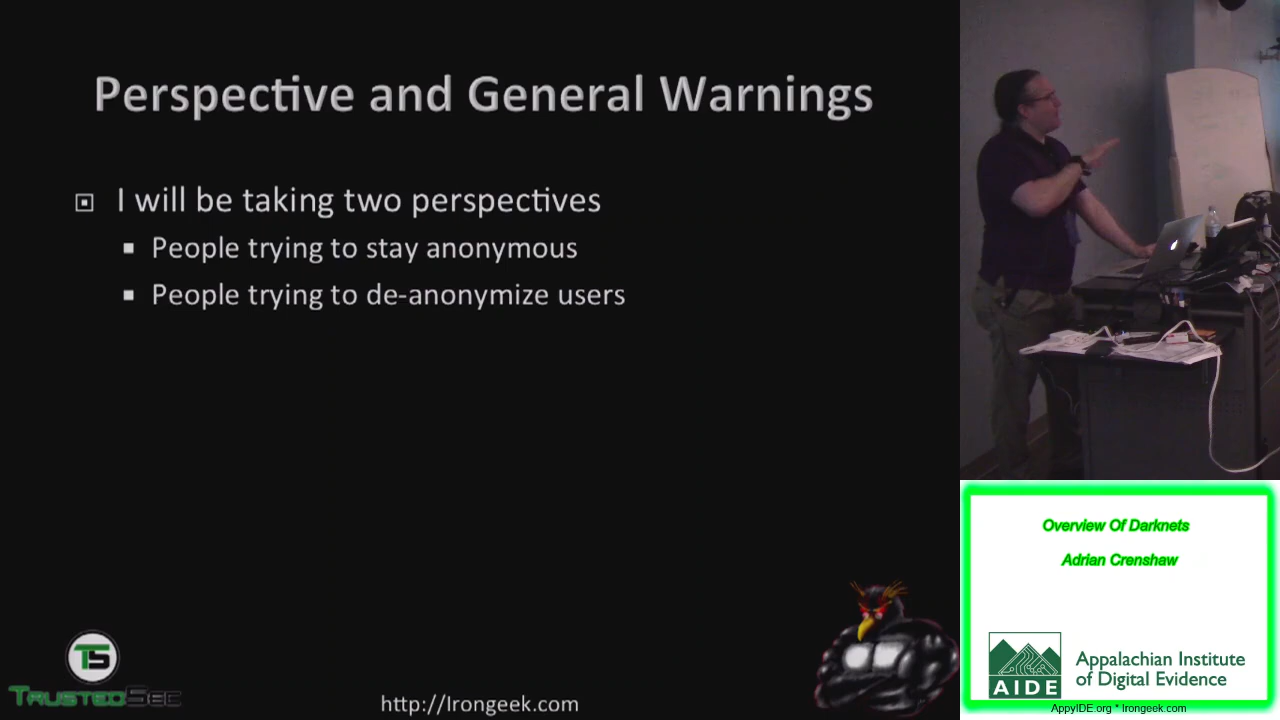 Perspective and General Warnings
I will be taking two perspectives
People trying to stay anonymous
People trying to de-anonymize users
TS
TRUSTEDSEC
http://Irongeek.com
Overview Of Darknets
Adrian Crenshaw
AIDE
Appalachian Institute
of Digital Evidence
AppyIDE.org * Irongeek.com